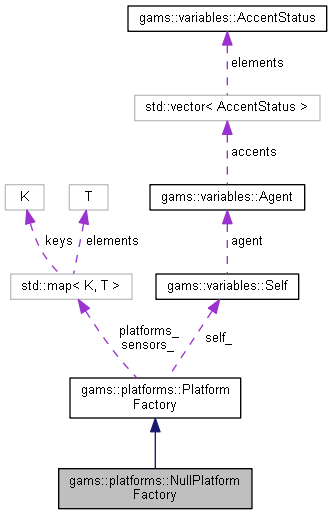 gams::variables::AccentStatus
elements
std::vector< AccentStatus >
accents
K
T
gams::variables::Agent
keys
elements
agent
std::map< K, T >
gams::variables::Self
platforms_
sensors_
self_
gams::platforms::Platform
Factory
gams::platforms::NullPlatform
Factory